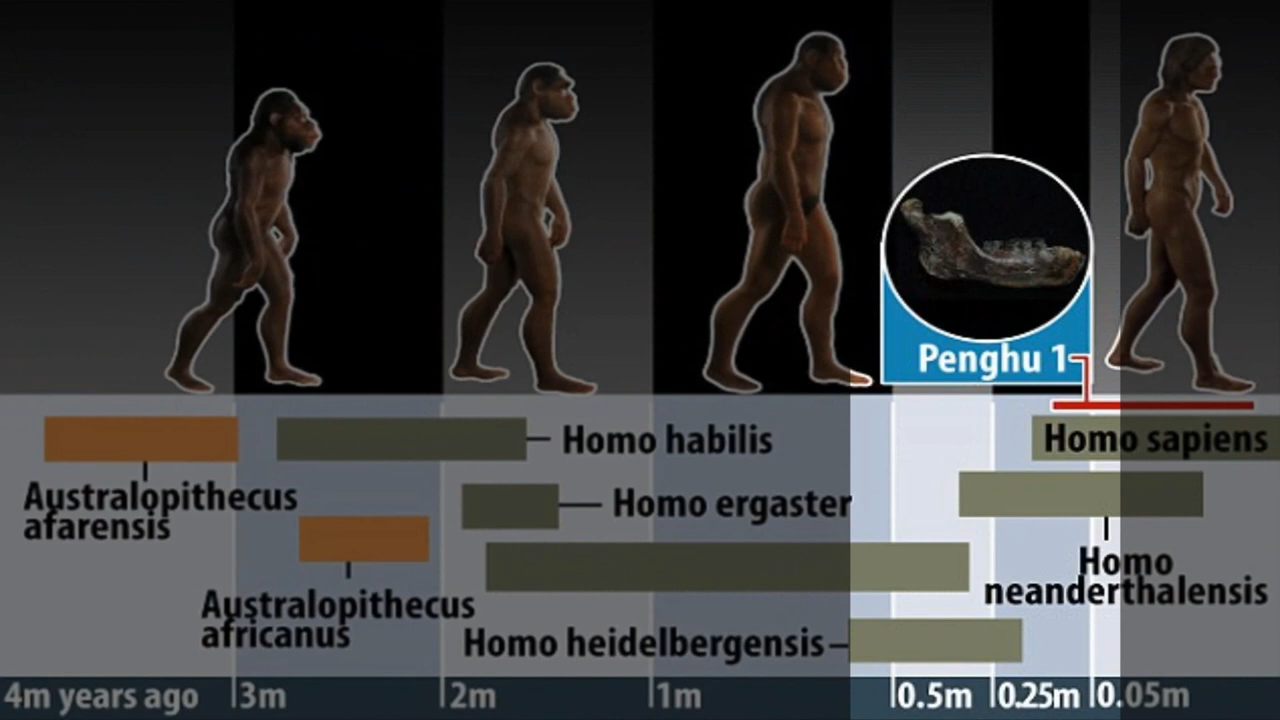 Penghu 1
Homo sapiens
Homo habilis
Australopithecus
afarensis
Homo ergaster
Homo
neanderthalensis
Australopithecus
africanus
Homo heidelbergensis
4m years ago
3m
2m
1m
0.5m
0.25m
0.05m